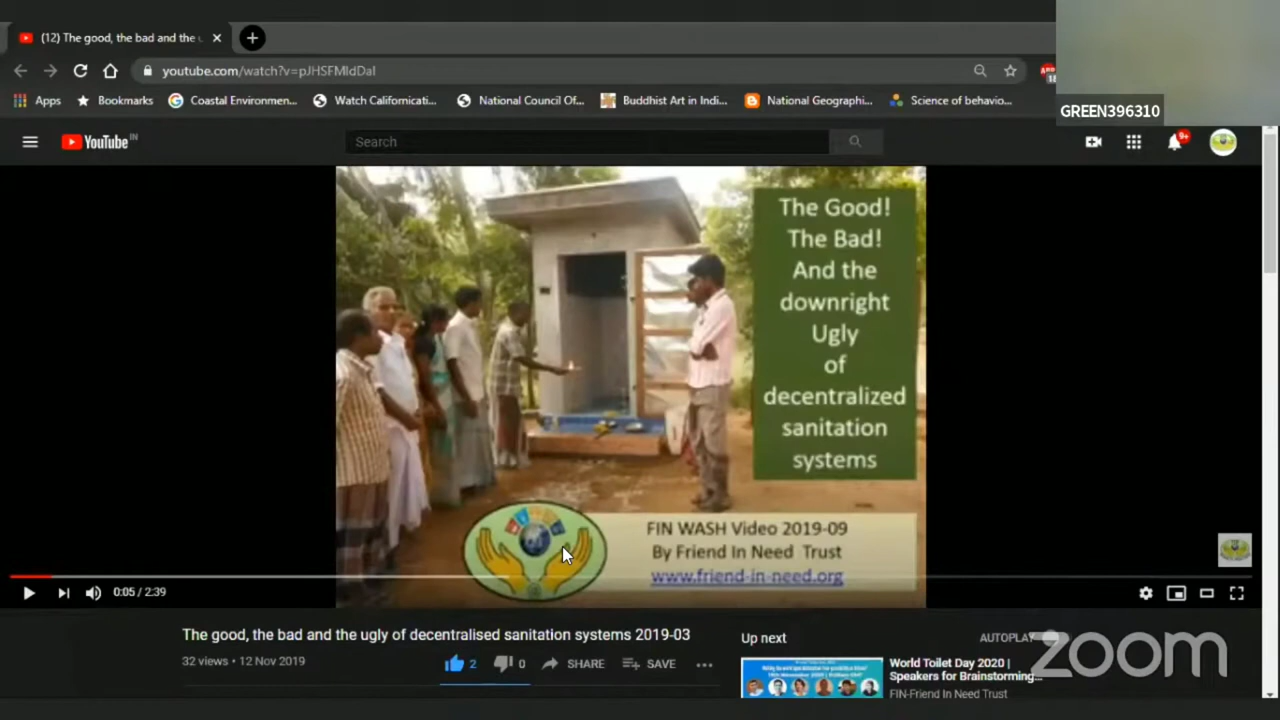 (12) The good, the bad and the
youtube.com/watch?v=pJHSFMldDaI
Apps
Bookmarks
Coastal Environmen...
Watch Californicati...
National Council Of...
Buddhist Art in Indi...
National Geographi...
Science of behavio...
GREEN396310
YouTube IN
Search
9+
The Good!
The Bad!
And the
downright
Ugly
of
decentralized
sanitation
systems
FIN WASH Video 2019-09
By Friend In Need Trust
www.friend-in-need.org
0:05 / 2:39
The good, the bad and the ugly of decentralised sanitation systems 2019-03
32 views • 12 Nov 2019
2
0
SHARE
SAVE
Up next
AUTOPLAY
World Toilet Day 2020 |
Speakers for Brainstorming...
FIN-Friend In Need Trust
zoom